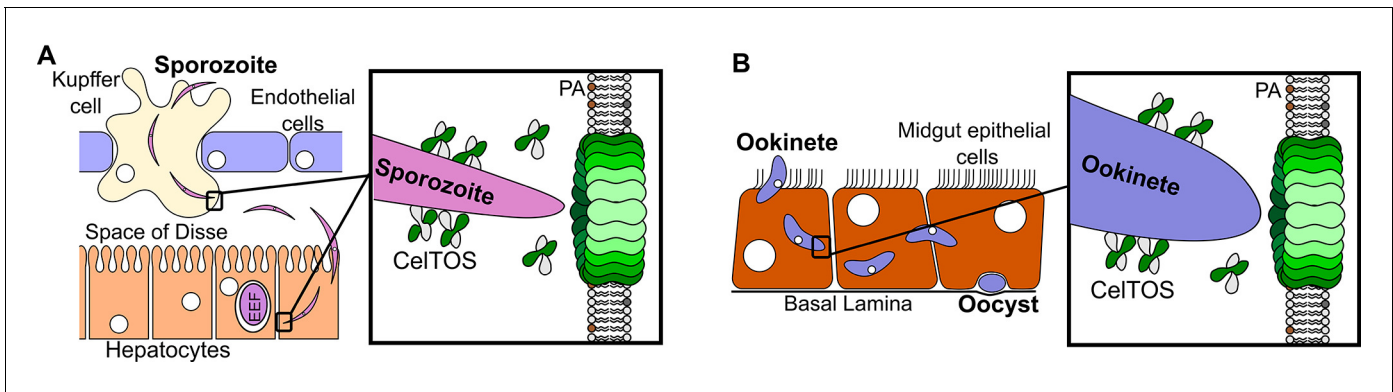 A
Kupffer
cell
Sporozoite
Endothelial
cells
Space of Disse
EEF
Hepatocytes
PA
Sporozoite
CelTOS
B
Ookinete
Midgut epithelial
cells
Basal Lamina
Oocyst
PA
Ookinete
CelTOS